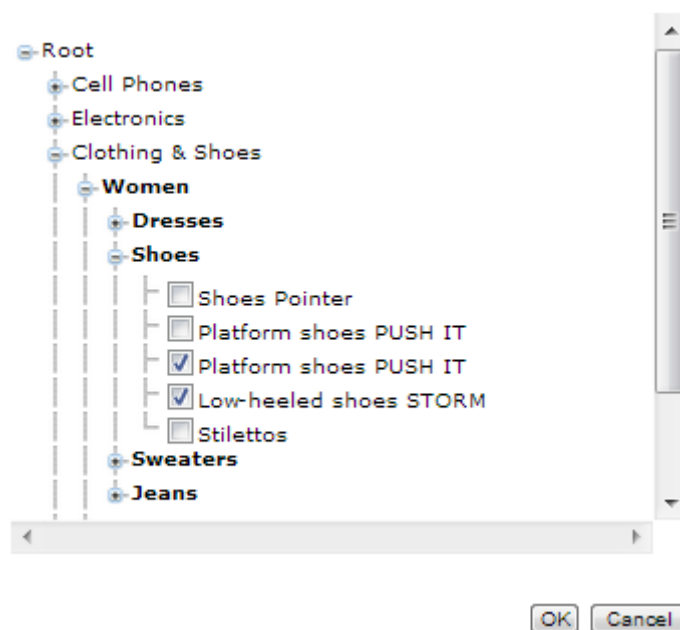 Root
Cell Phones
Electronics
Clothing & Shoes
Women
Dresses
Shoes
Shoes Pointer
Platform shoes PUSH IT
Platform shoes PUSH IT
Low-heeled shoes STORM
Stilettos
Sweaters
Jeans
OK Cancel